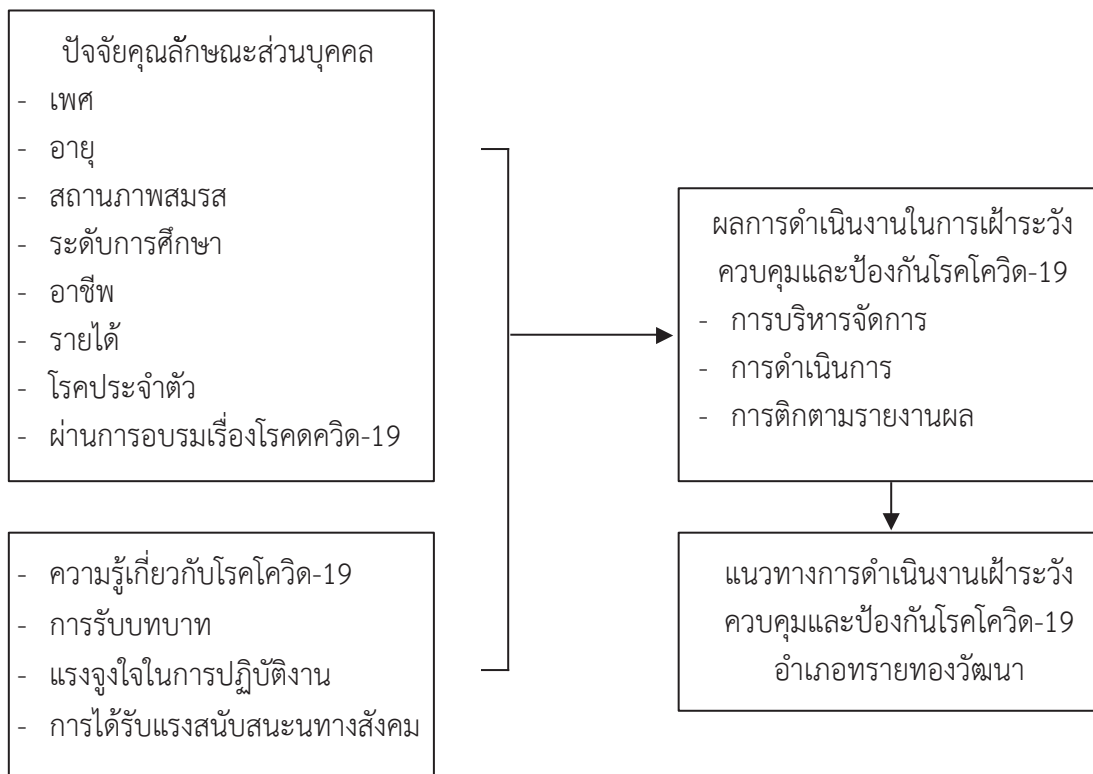 ปัจจัยคุณลักษณะส่วนบุคคล
- เพศ
- อายุ
- สถานภาพสมรส
- ระดับการศึกษา
- อาชีพ
- รายได้
- โรคประจำตัว
- ผ่านการอบรมเรื่องโรคดควิด-19
- ความรู้เกี่ยวกับโรคโควิด-19
- การรับบทบาท
- แรงจูงใจในการปฏิบัติงาน
- การได้รับแรงสนับสนะนทางสังคม
ผลการดำเนินงานในการเฝ้าระวัง
ควบคุมและป้องกันโรคโควิด-19
- การบริหารจัดการ
- การดำเนินการ
- การติกตามรายงานผล
แนวทางการดำเนินงานเฝ้าระวัง
ควบคุมและป้องกันโรคโควิด-19
อำเภอทรายทองวัฒนา